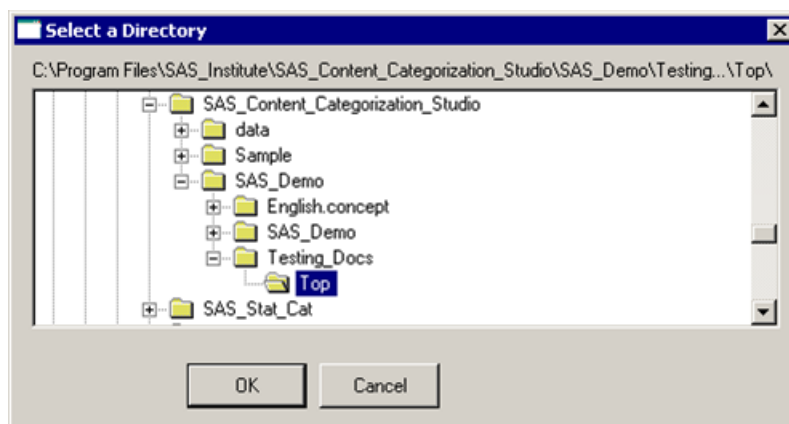 Select a Directory
C:\Program Files\SAS_Institute\SAS_Content_Categorization_Studio\SAS_Demo\Testing...\Top\
SAS_Content_Categorization_Studio
data
Sample
SAS_Demo
English.concept
SAS_Demo
Testing_Docs
Top
SAS_Stat_Cat
OK Cancel